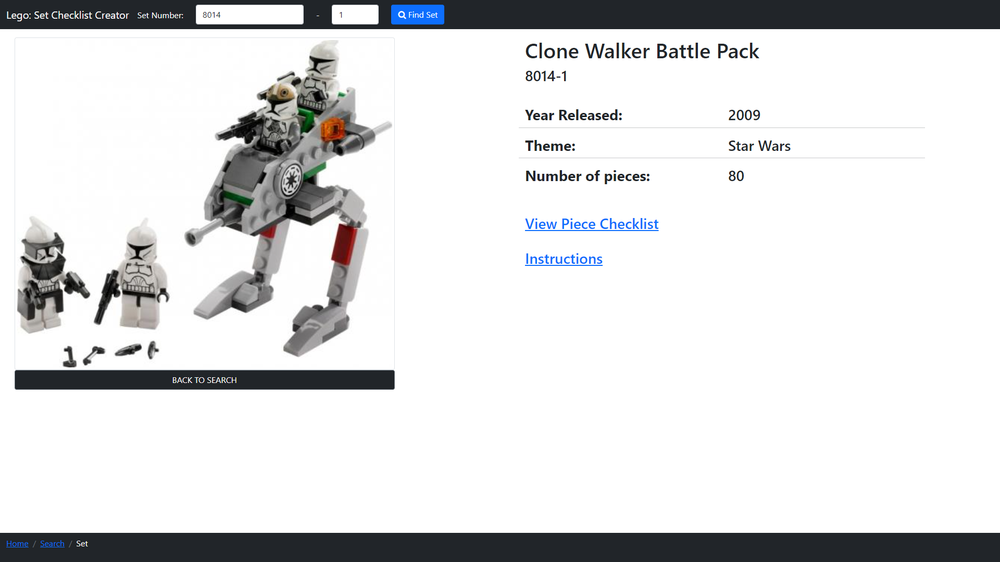 Lego: Set Checklist Creator Set Number: 8014 - 1 Find Set
Clone Walker Battle Pack
8014-1
Year Released: 2009
Theme: Star Wars
Number of pieces: 80
View Piece Checklist
Instructions
BACK TO SEARCH
Home / Search / Set